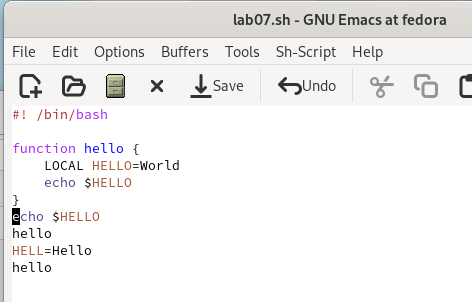 lab07.sh - GNU Emacs at fedora
File Edit Options Buffers Tools Sh-Script Help
Save Undo
#! /bin/bash
function hello {
    LOCAL HELLO=World
    echo $HELLO
}
echo $HELLO
hello
HELL=Hello
hello